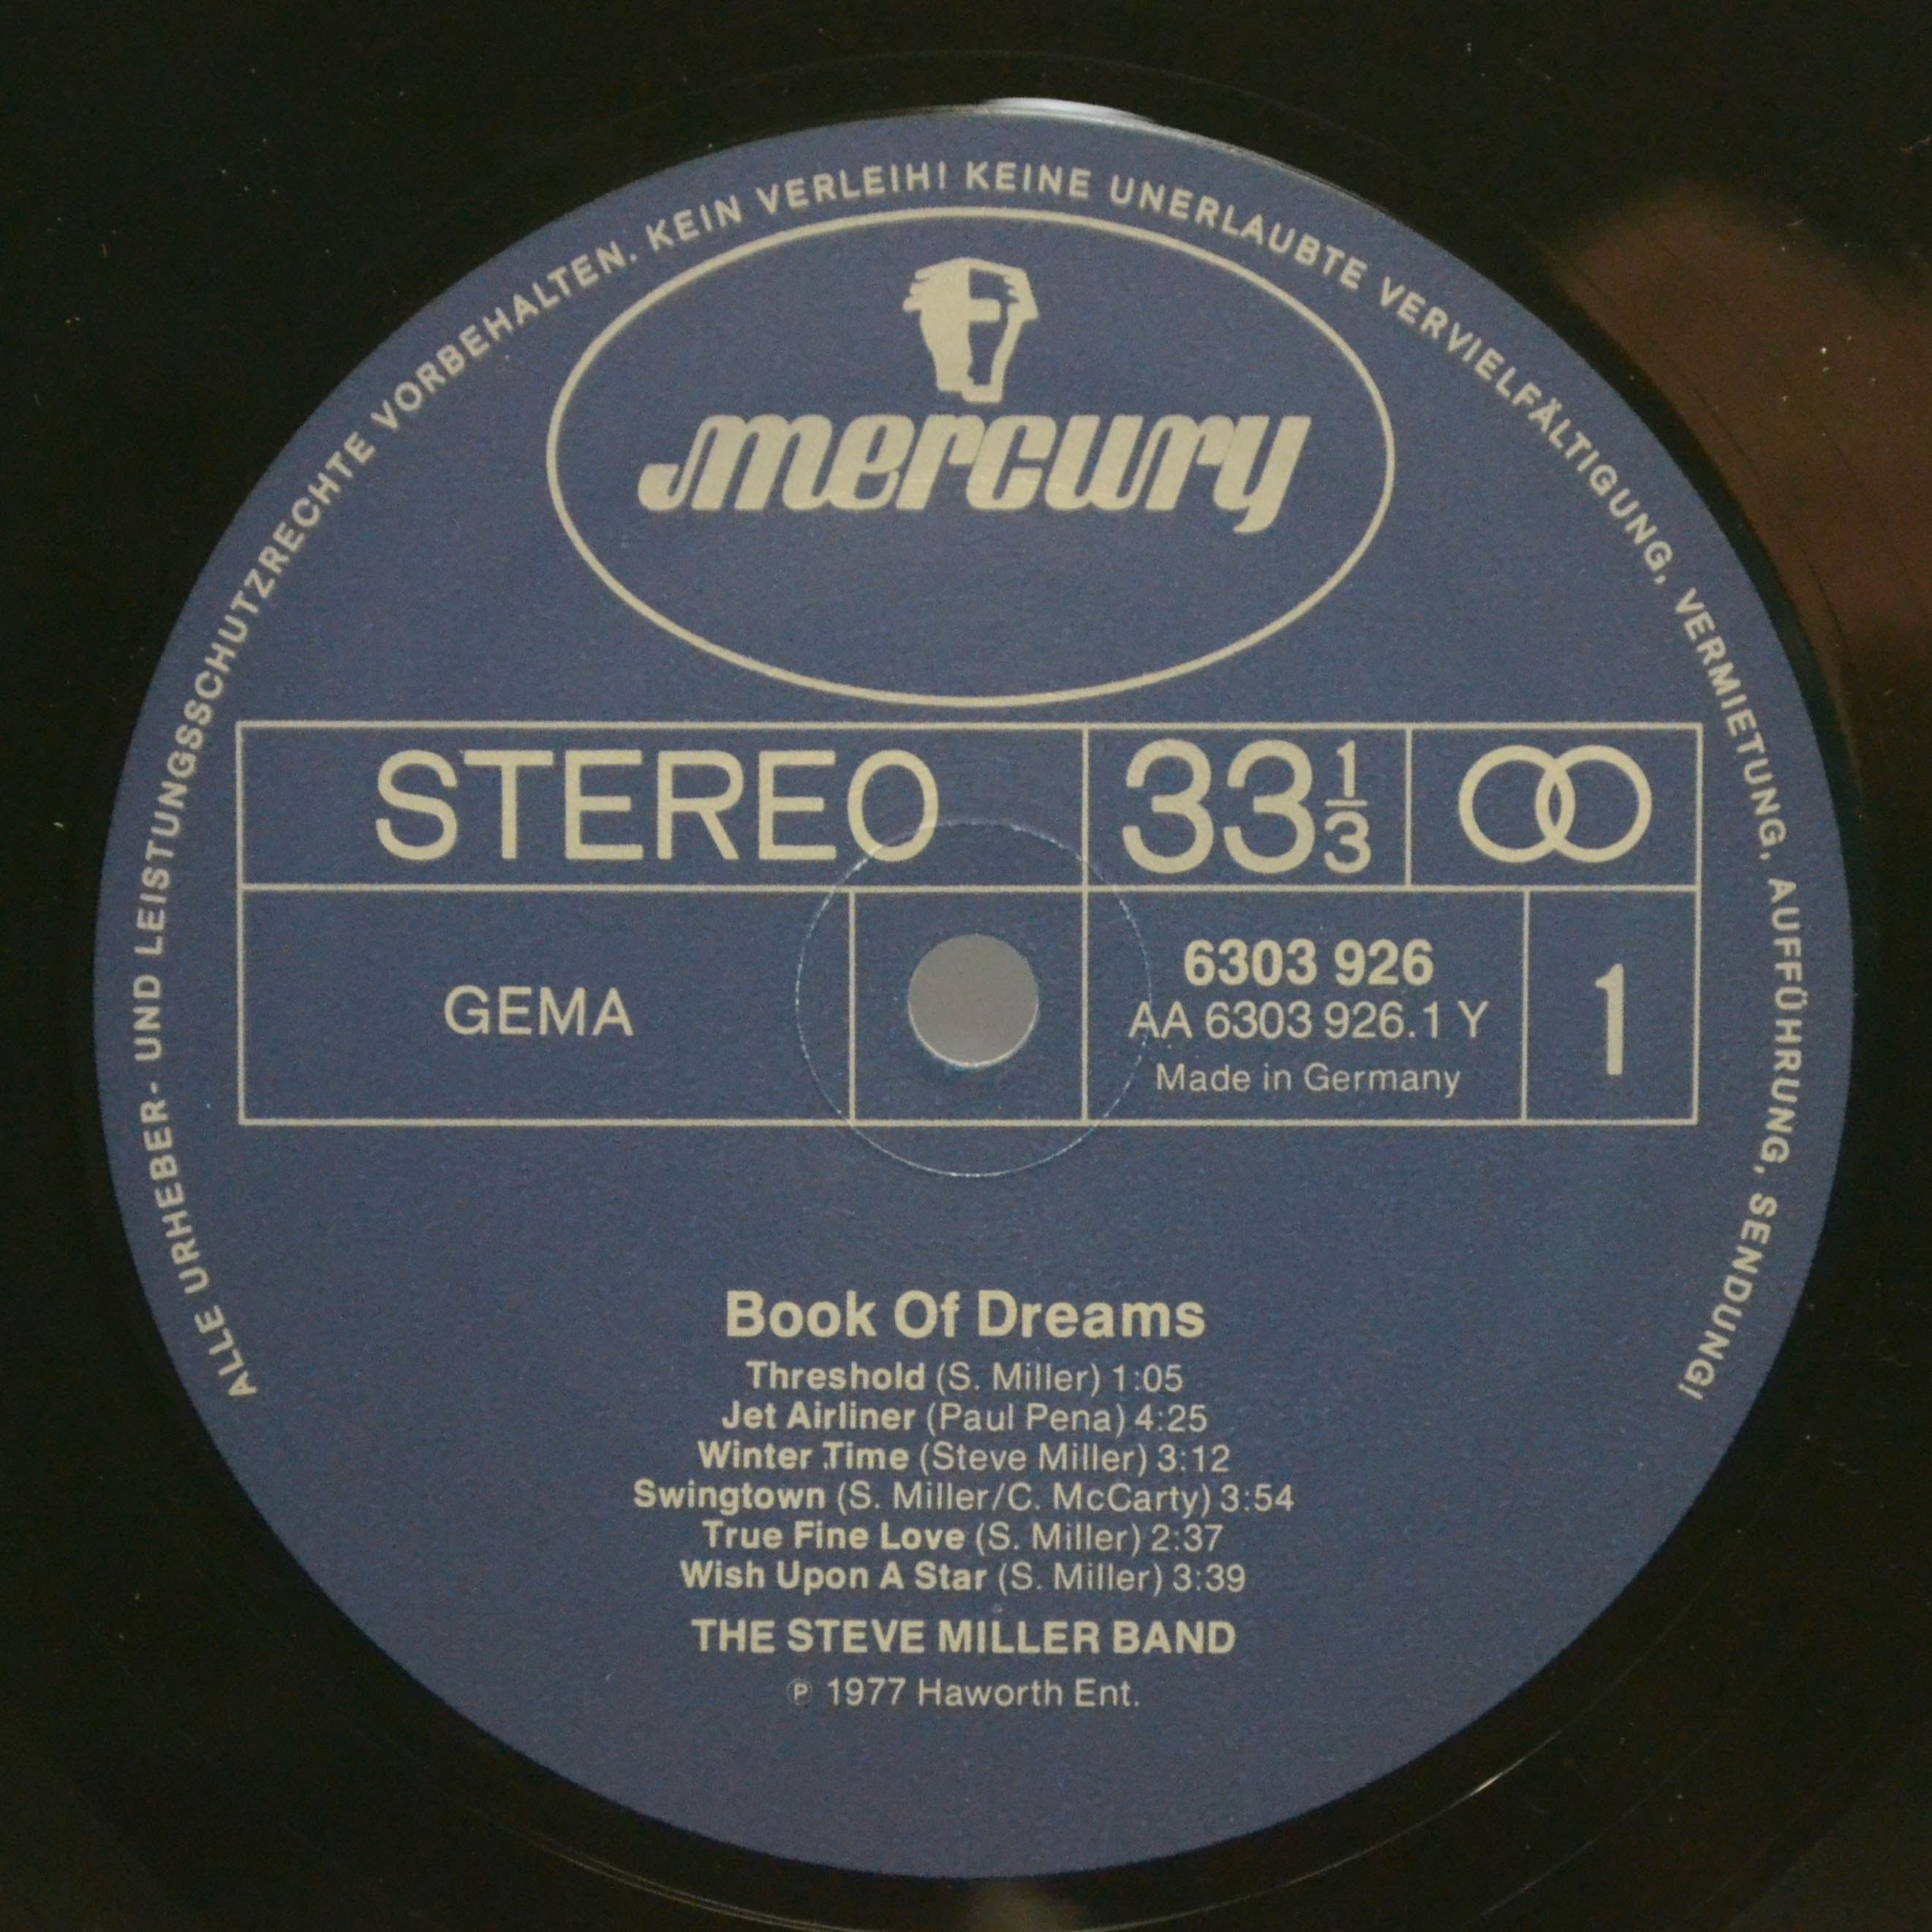 ALLE URHEBER- UND LEISTUNGSSCHUTZRECHTE VORBEHALTEN. KEIN VERLEIH! KEINE UNERLAUBTE VERVIELFÄLTIGUNG, VERMIETUNG, AUFFÜHRUNG, SENDUNG!
mercury
STEREO 33 1/3
GEMA
6303 926
AA 6303 926.1 Y
Made in Germany
1
Book Of Dreams
Threshold (S. Miller) 1:05
Jet Airliner (Paul Pena) 4:25
Winter Time (Steve Miller) 3:12
Swingtown (S. Miller/C. McCarty) 3:54
True Fine Love (S. Miller) 2:37
Wish Upon A Star (S. Miller) 3:39
THE STEVE MILLER BAND
℗ 1977 Haworth Ent.